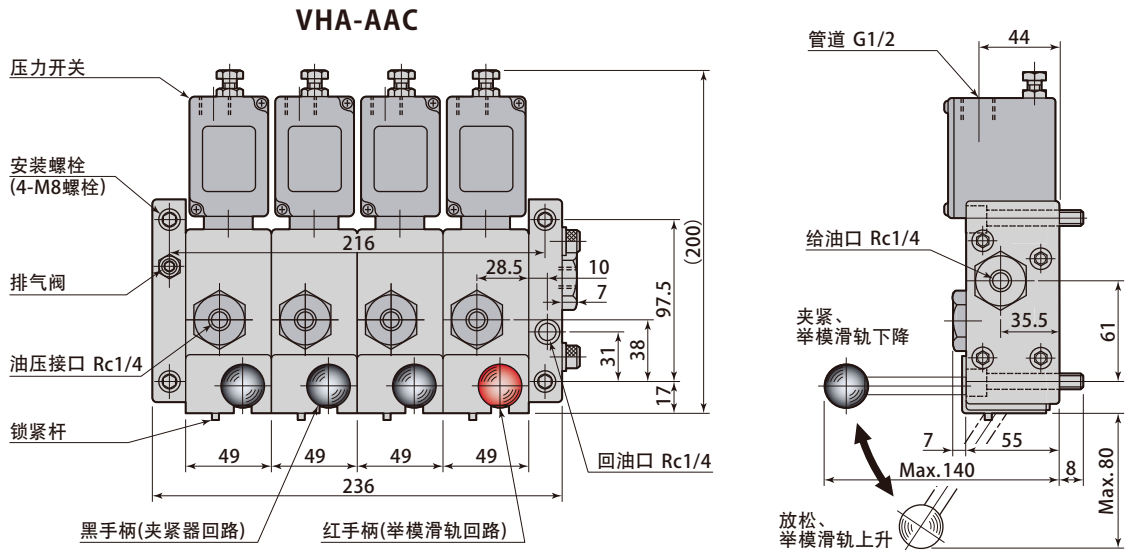 VHA-AAC
压力开关
安装螺栓
(4-M8螺栓)
排气阀
油压接口 Rc1/4
锁紧杆
216
28.5
10
7
(200)
97.5
31
38
17
49
49
49
49
236
回油口 Rc1/4
黑手柄(夹紧器回路)
红手柄(举模滑轨回路)
管道 G1/2
44
给油口 Rc1/4
35.5
61
夹紧、
举模滑轨下降
7
55
Max.140
8
Max.80
放松、
举模滑轨上升